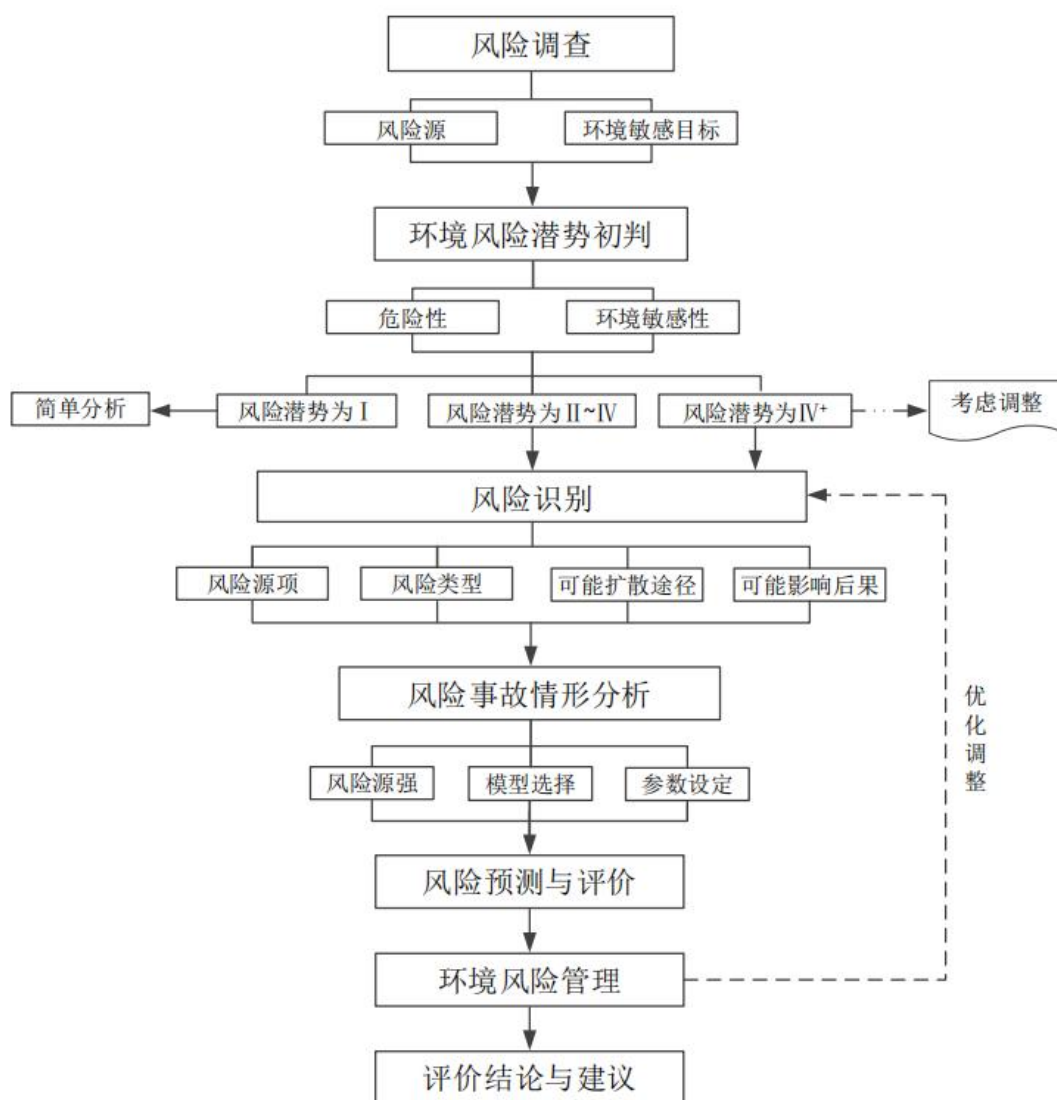 风险调查
风险源
环境敏感目标
环境风险潜势初判
危险性
环境敏感性
简单分析
风险潜势为Ⅰ
风险潜势为Ⅱ~Ⅳ
风险潜势为Ⅳ+
考虑调整
风险识别
风险源项
风险类型
可能扩散途径
可能影响后果
风险事故情形分析
风险源强
模型选择
参数设定
优化调整
风险预测与评价
环境风险管理
评价结论与建议